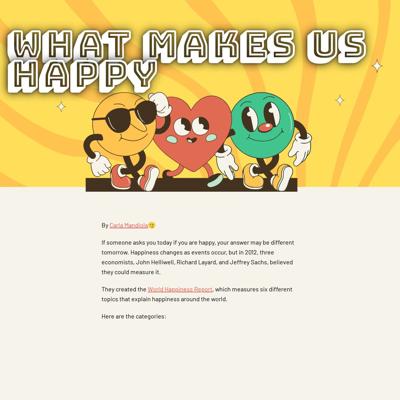 WHAT MAKES US
HAPPY
By Carla Mandiola🙂
If someone asks you today if you are happy, your answer may be different
tomorrow. Happiness changes as events occur, but in 2012, three
economists, John Helliwell, Richard Layard, and Jeffrey Sachs, believed
they could measure it.
They created the World Happiness Report, which measures six different
topics that explain happiness around the world.
Here are the categories: